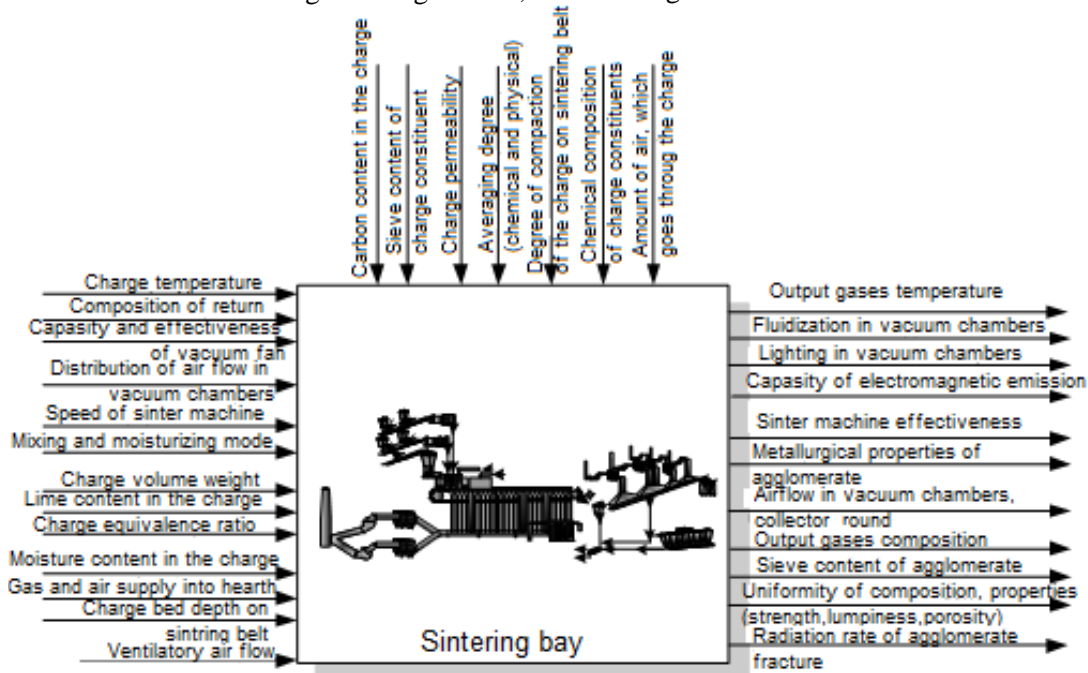 Carbon content in the charge
Sieve content of
charge constituent
Charge permeability
Averaging degree
(chemical and physical)
Degree of compaction
of the charge on sintering belt
Chemical composition
of charge constituents
Amount of air, which
goes throug the charge
Charge temperature
Composition of return
Capasity and effectiveness
of vacuum fan
Distribution of air flow in
vacuum chambers
Speed of sinter machine
Mixing and moisturizing mode
Charge volume weight
Lime content in the charge
Charge equivalence ratio
Moisture content in the charge
Gas and air supply into hearth
Charge bed depth on
sintring belt
Ventilatory air flow
Sintering bay
Output gases temperature
Fluidization in vacuum chambers
Lighting in vacuum chambers
Capasity of electromagnetic emission
Sinter machine effectiveness
Metallurgical properties of
agglomerate
Airflow in vacuum chambers,
collector round
Output gases composition
Sieve content of agglomerate
Uniformity of composition, properties
(strength,lumpiness,porosity)
Radiation rate of agglomerate
fracture